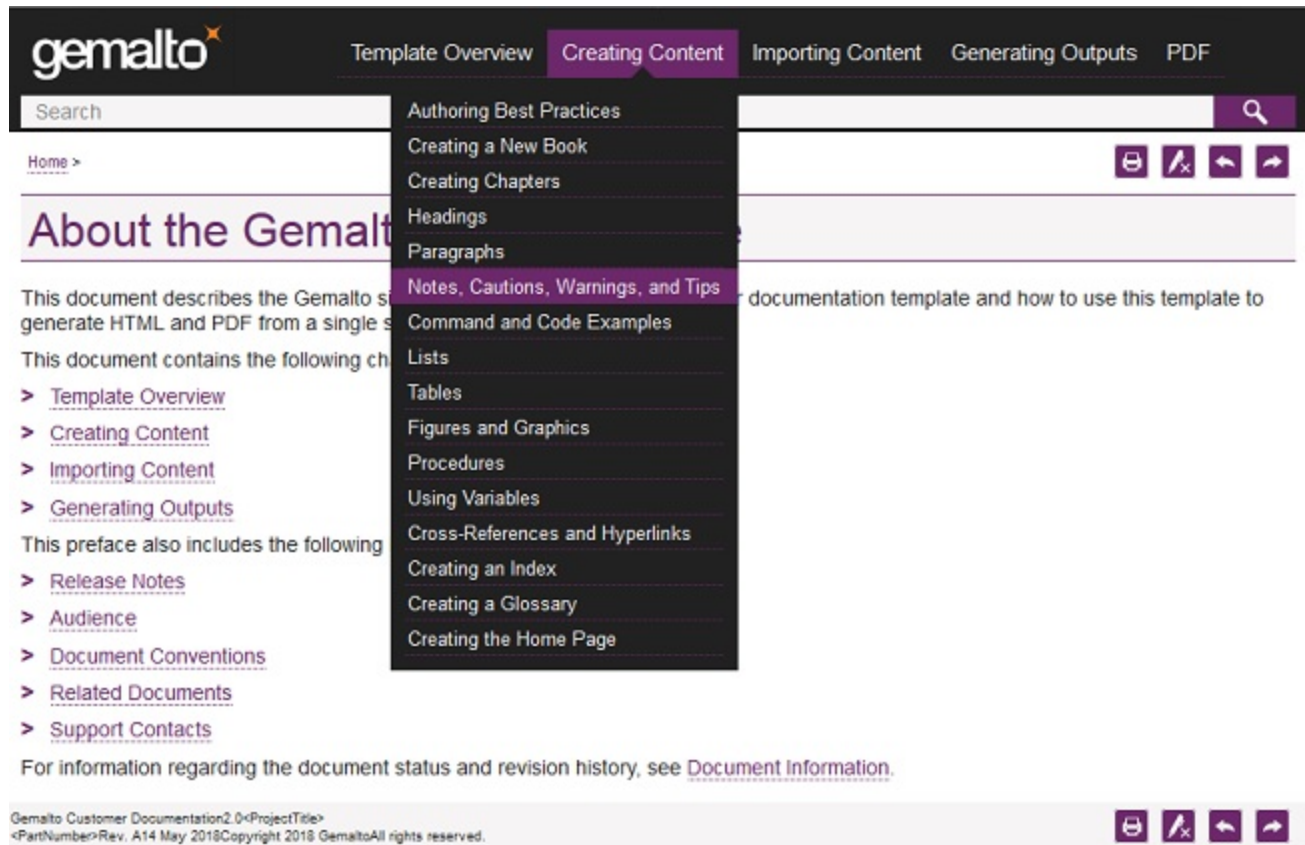 gemalto
Template Overview Creating Content Importing Content Generating Outputs PDF
Search
Authoring Best Practices
Creating a New Book
Creating Chapters
Headings
Paragraphs
Notes, Cautions, Warnings, and Tips
Command and Code Examples
Lists
Tables
Figures and Graphics
Procedures
Using Variables
Cross-References and Hyperlinks
Creating an Index
Creating a Glossary
Creating the Home Page
Home >
About the Gemalt
This document describes the Gemalto si documentation template and how to use this template to
generate HTML and PDF from a single s
This document contains the following ch
> Template Overview
> Creating Content
> Importing Content
> Generating Outputs
This preface also includes the following
> Release Notes
> Audience
> Document Conventions
> Related Documents
> Support Contacts
For information regarding the document status and revision history, see Document Information.
Gemalto Customer Documentation2.0<ProjectTitle>
<PartNumber>Rev. A14 May 2018Copyright 2018 GemaltoAll rights reserved.